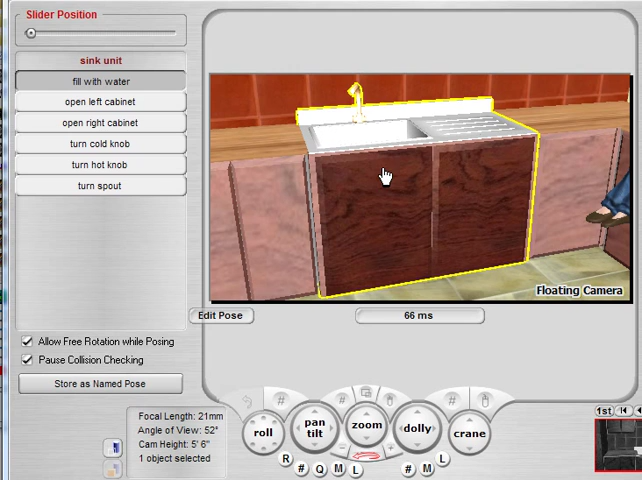 Slider Position
sink unit
fill with water
open left cabinet
open right cabinet
turn cold knob
turn hot knob
turn spout
Floating Camera
Edit Pose
66 ms
Allow Free Rotation while Posing
Pause Collision Checking
Store as Named Pose
Focal Length: 21mm
Angle of View: 52°
Cam Height: 5' 6"
1 object selected
# # #
roll
pan
tilt
zoom
dolly
crane
1st
R # Q M L # M L